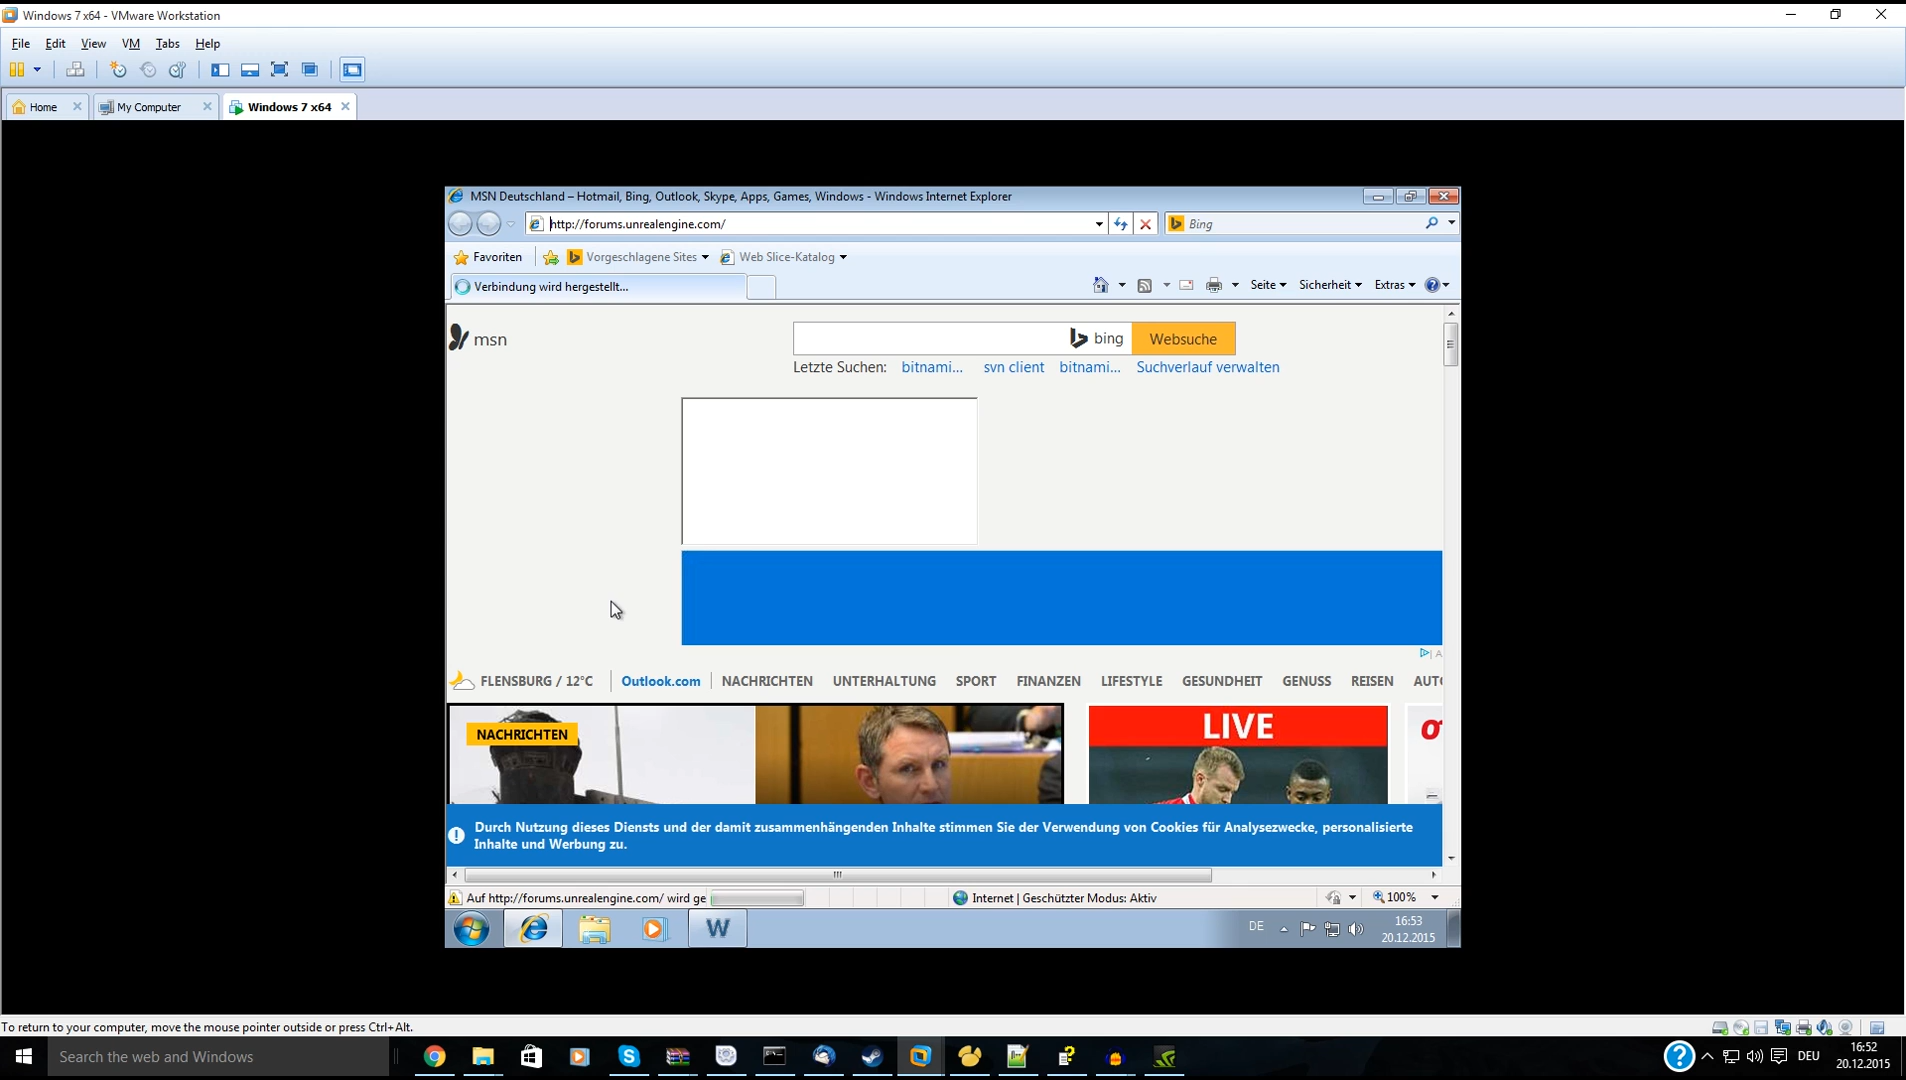 Windows 7 x64 - VMware Workstation
File Edit View VM Tabs Help
Home My Computer Windows 7 x64
MSN Deutschland – Hotmail, Bing, Outlook, Skype, Apps, Games, Windows - Windows Internet Explorer
http://forums.unrealengine.com/ Bing
Favoriten Vorgeschlagene Sites Web Slice-Katalog
Verbindung wird hergestellt... Seite Sicherheit Extras
msn bing Websuche
Letzte Suchen: bitnami... svn client bitnami... Suchverlauf verwalten
FLENSBURG / 12°C Outlook.com NACHRICHTEN UNTERHALTUNG SPORT FINANZEN LIFESTYLE GESUNDHEIT GENUSS REISEN
NACHRICHTEN LIVE
Durch Nutzung dieses Diensts und der damit zusammenhängenden Inhalte stimmen Sie der Verwendung von Cookies für Analysezwecke, personalisierte
Inhalte und Werbung zu.
Auf http://forums.unrealengine.com/ wird ge Internet | Geschützter Modus: Aktiv 100%
DE 16:53
20.12.2015
To return to your computer, move the mouse pointer outside or press Ctrl+Alt.
Search the web and Windows DEU 16:52
20.12.2015